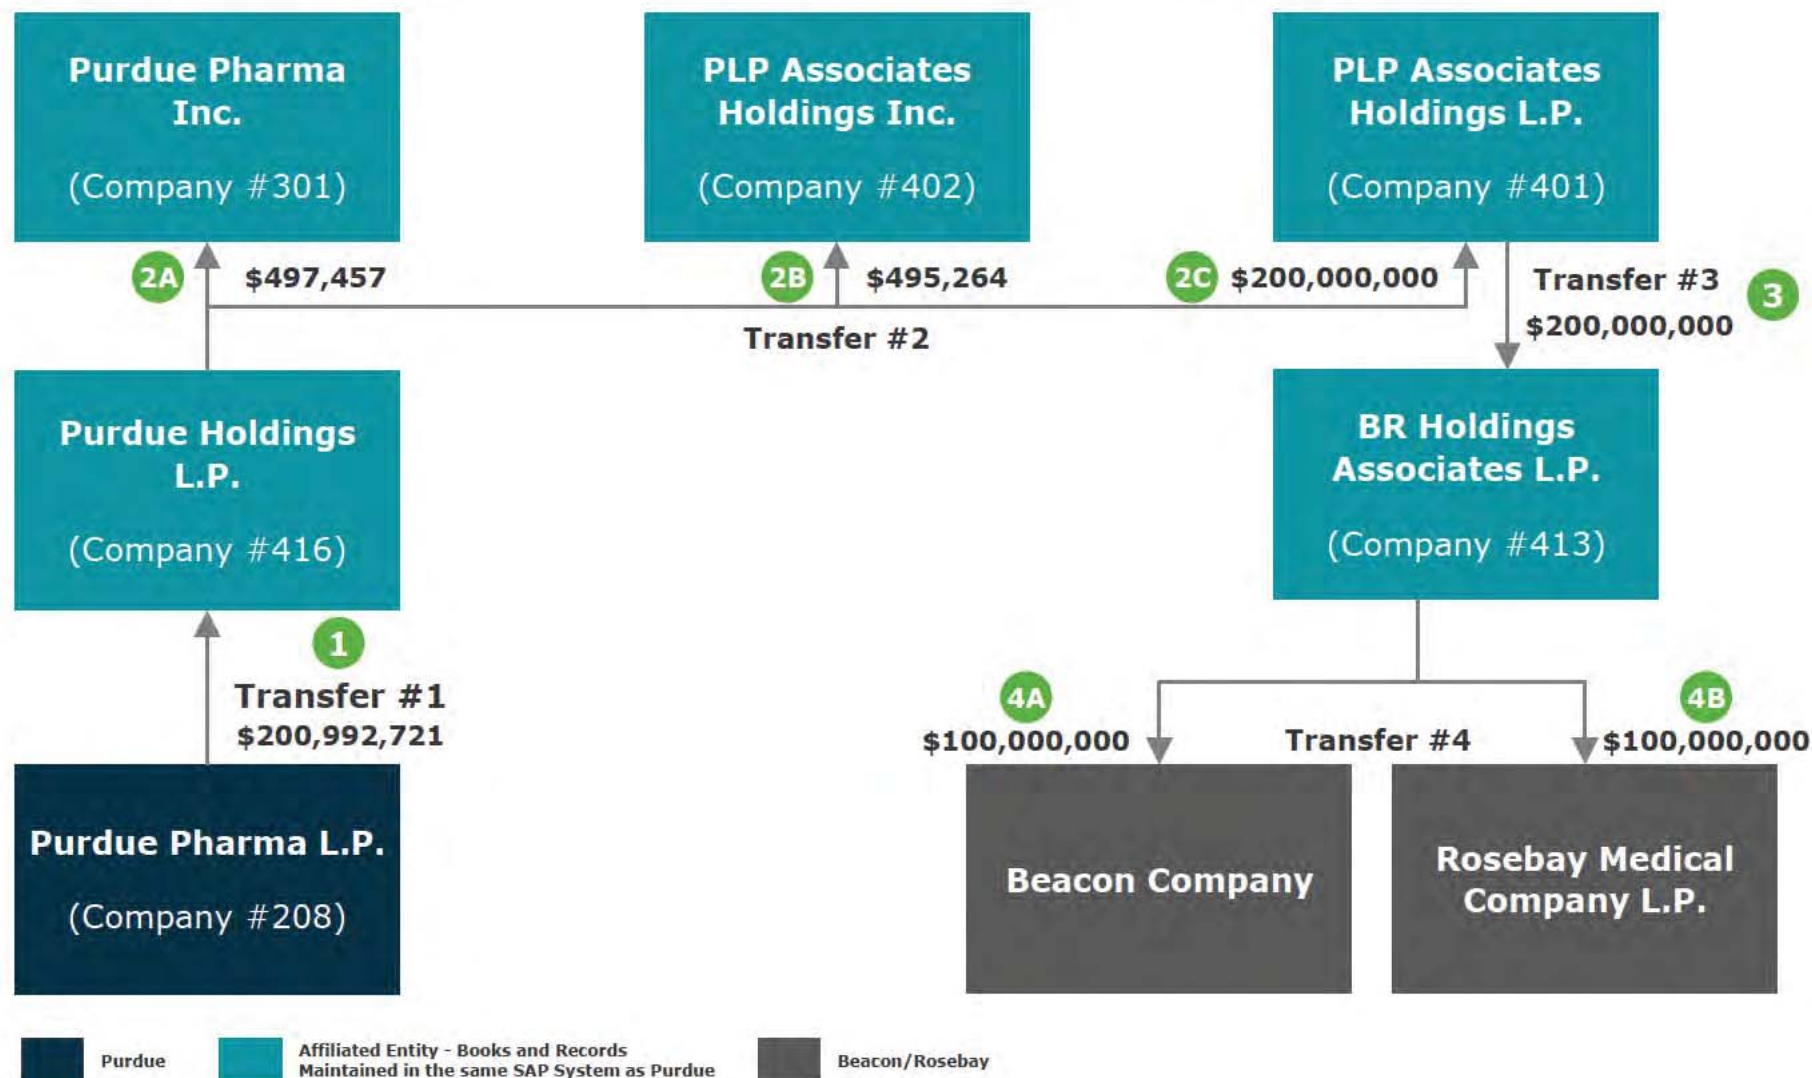 Purdue Pharma
Inc.
(Company #301)
PLP Associates
Holdings Inc.
(Company #402)
PLP Associates
Holdings L.P.
(Company #401)
2A
$497,457
2B
$495,264
2C
$200,000,000
Transfer #3
$200,000,000
3
Transfer #2
Purdue Holdings
L.P.
(Company #416)
BR Holdings
Associates L.P.
(Company #413)
1
Transfer #1
$200,992,721
4A
$100,000,000
Transfer #4
4B
$100,000,000
Purdue Pharma L.P.
(Company #208)
Beacon Company
Rosebay Medical
Company L.P.
Purdue
Affiliated Entity - Books and Records
Maintained in the same SAP System as Purdue
Beacon/Rosebay